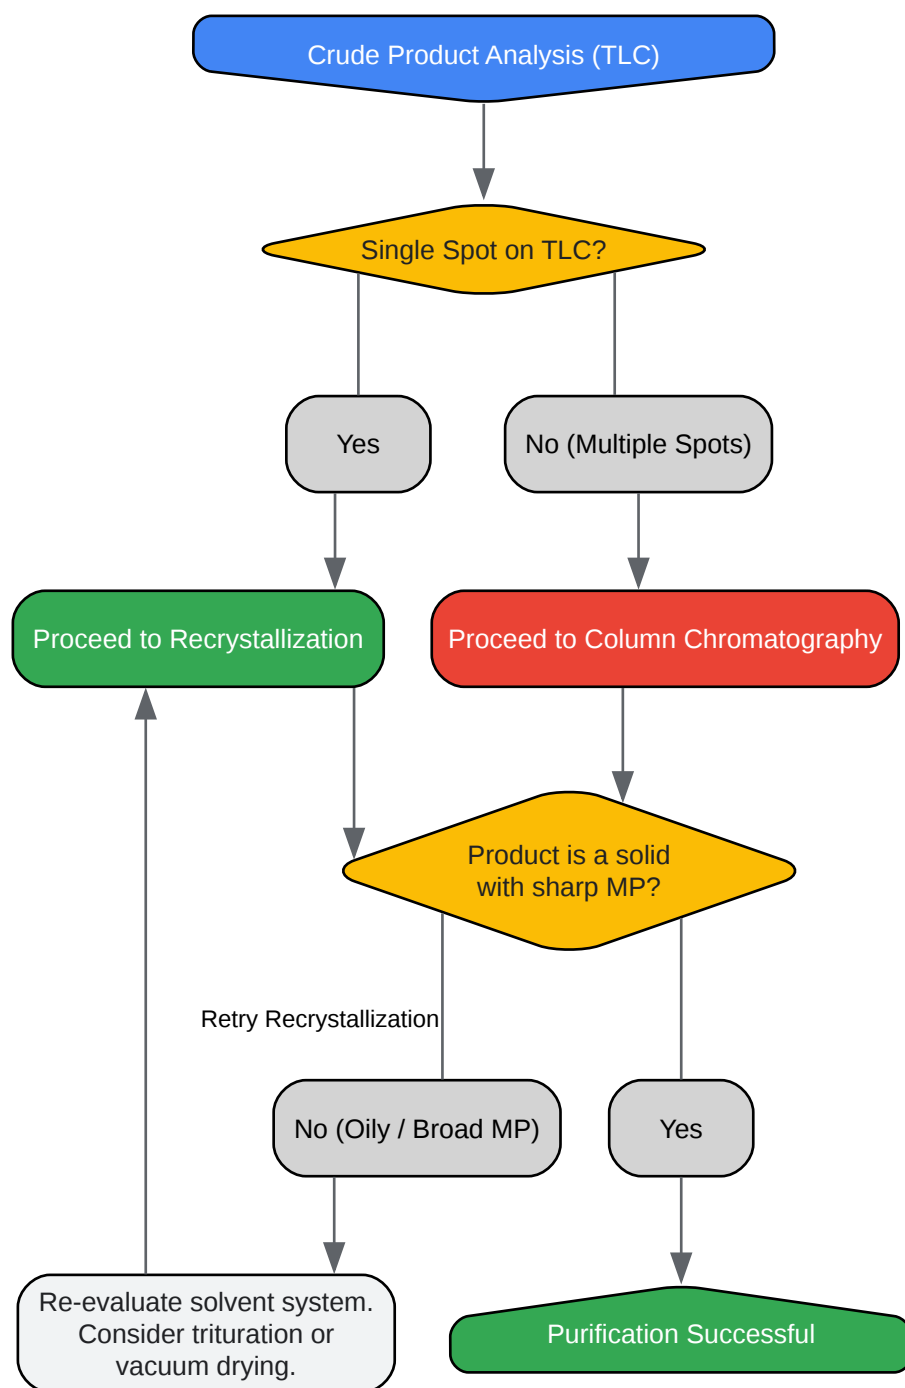 Crude Product Analysis (TLC)
Single Spot on TLC?
Yes
No (Multiple Spots)
Proceed to Recrystallization
Proceed to Column Chromatography
Product is a solid
with sharp MP?
Retry Recrystallization
No (Oily / Broad MP)
Yes
Re-evaluate solvent system.
Consider trituration or
vacuum drying.
Purification Successful